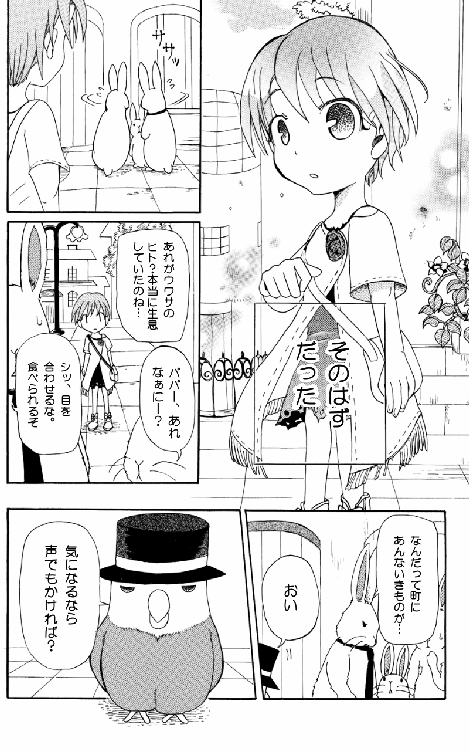 そのはず
だった
ササッ
あれがウワサの
ヒト?本当に生息
していたのね…
パパー、あれ
なぁにー?
シッ、目を
合わせるな。
食べられるぞ
なんだって町に
あんないきものが…
おい
気になるなら
声でもかければ?